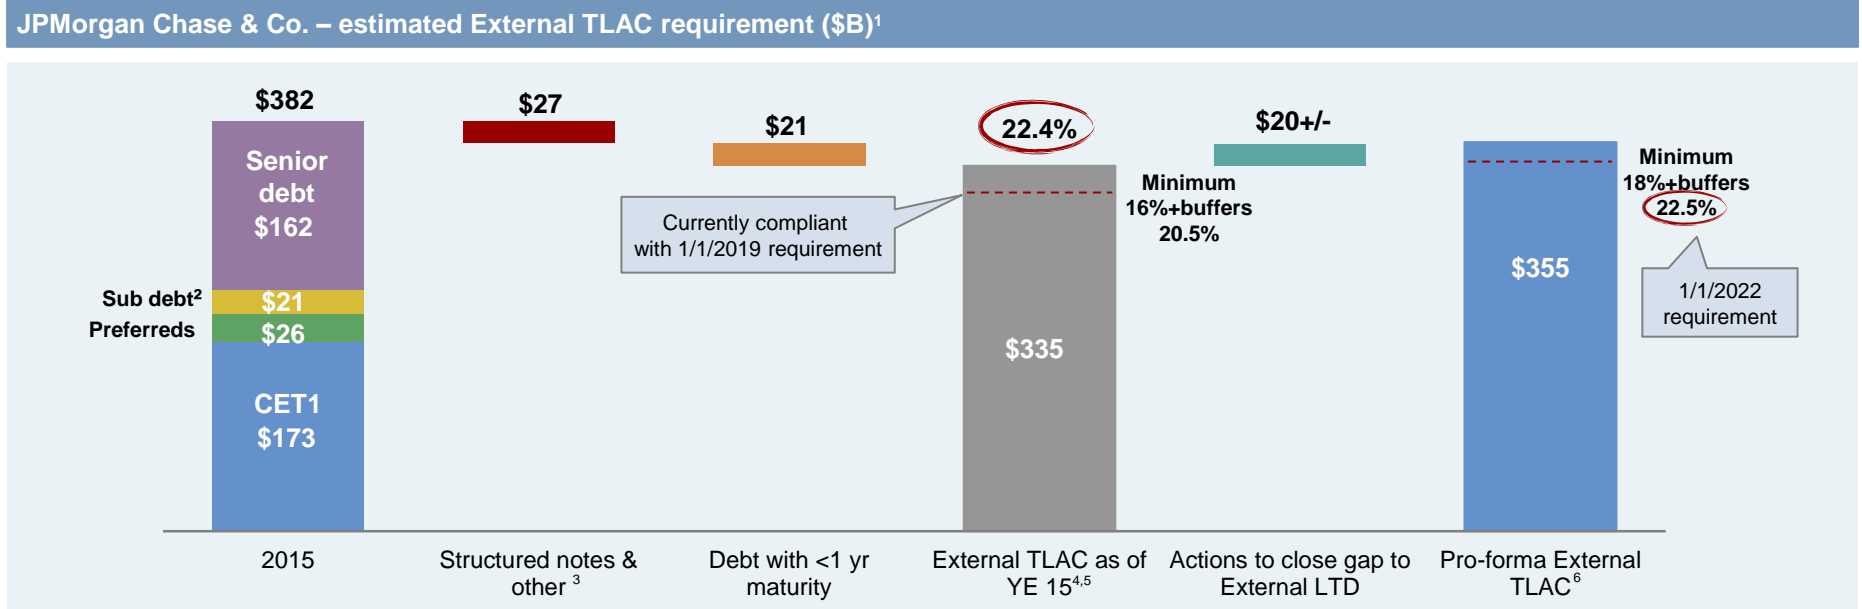 JPMorgan Chase & Co. – estimated External TLAC requirement ($B)¹
$382
Senior
debt
$162
Sub debt²
$21
Preferreds
$26
CET1
$173
$27
$21
Currently compliant
with 1/1/2019 requirement
22.4%
$335
Minimum
16%+buffers
20.5%
$20+/-
$355
Minimum
18%+buffers
22.5%
1/1/2022
requirement
2015
Structured notes &
other ³
Debt with <1 yr
maturity
External TLAC as of
YE 15⁴,⁵
Actions to close gap to
External LTD
Pro-forma External
TLAC⁶